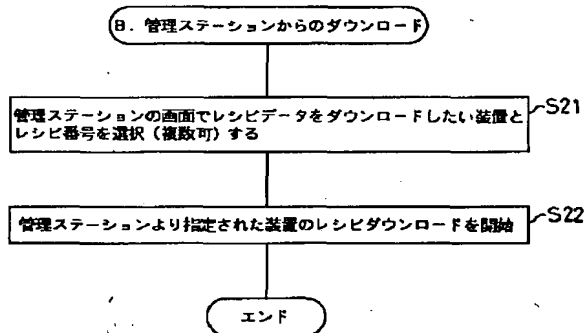 B．管理ステーションからのダウンロード
管理ステーションの画面でレシピデータをダウンロードしたい装置と
レシピ番号を選択（複数可）する
S21
管理ステーションより指定された装置のレシピダウンロードを開始
S22
エンド